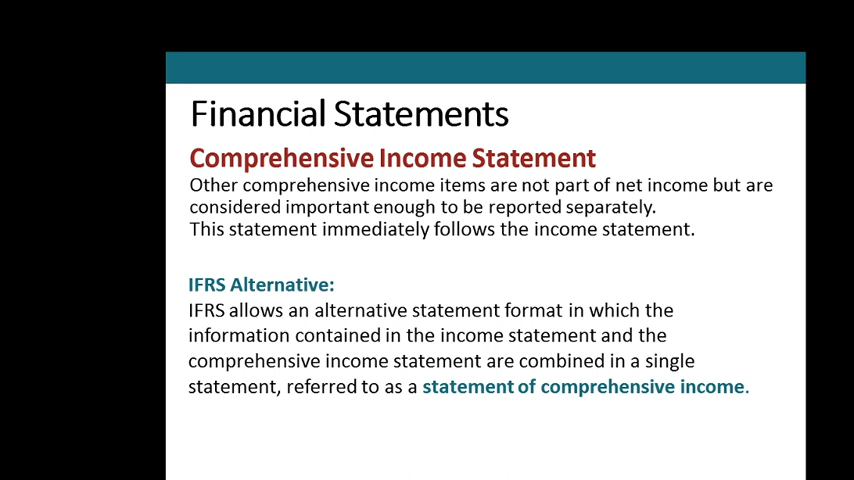 Financial Statements
Comprehensive Income Statement
Other comprehensive income items are not part of net income but are
considered important enough to be reported separately.
This statement immediately follows the income statement.
IFRS Alternative:
IFRS allows an alternative statement format in which the
information contained in the income statement and the
comprehensive income statement are combined in a single
statement, referred to as a statement of comprehensive income.